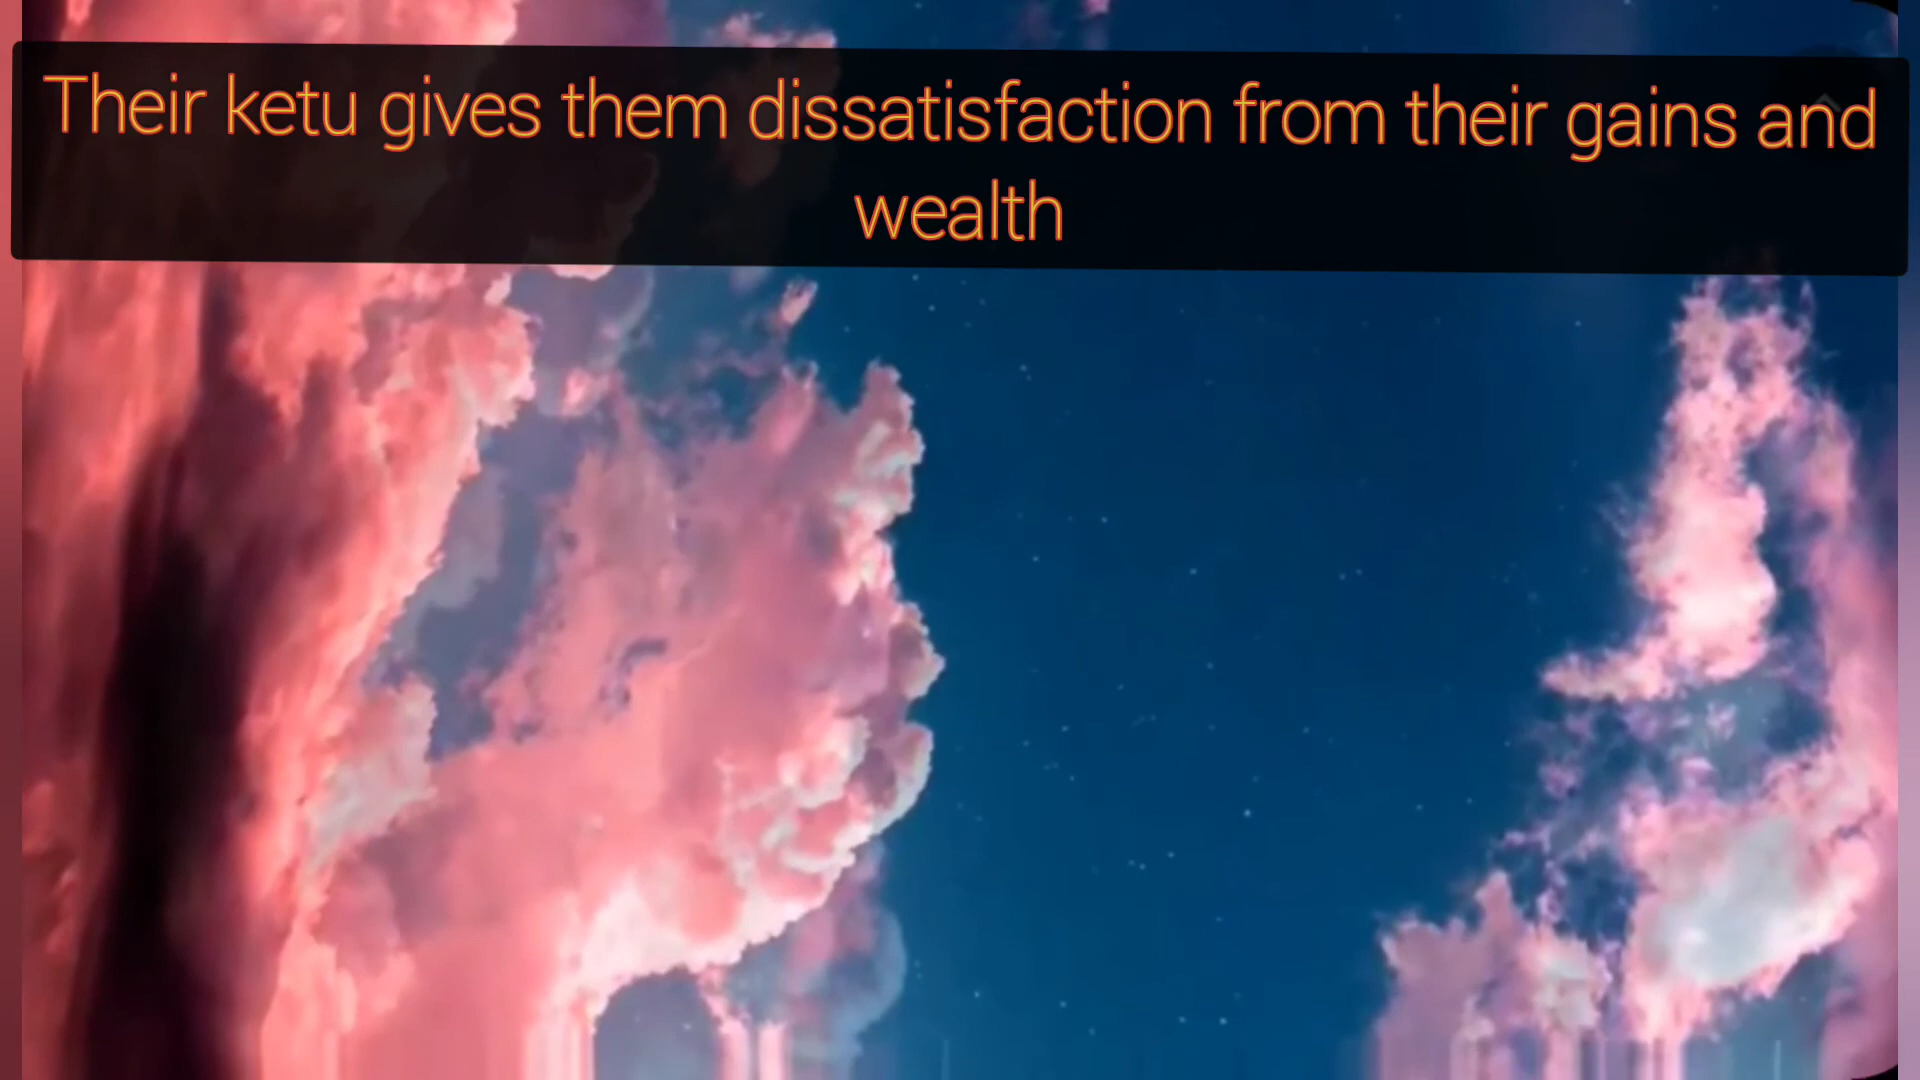 Their ketu gives them dissatisfaction from their gains and
wealth